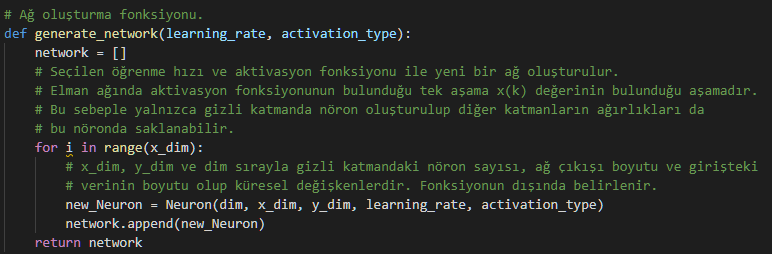 # Ağ oluşturma fonksiyonu.
def generate_network(learning_rate, activation_type):
    network = []
    # Seçilen öğrenme hızı ve aktivasyon fonksiyonu ile yeni bir ağ oluşturulur.
    # Elman ağında aktivasyon fonksiyonunun bulunduğu tek aşama x(k) değerinin bulunduğu aşamadır.
    # Bu sebeple yalnızca gizli katmanda nöron oluşturulup diğer katmanların ağırlıkları da
    # bu nöronda saklanabilir.
    for i in range(x_dim):
        # x_dim, y_dim ve dim sırayla gizli katmandaki nöron sayısı, ağ çıkışı boyutu ve girişteki
        # verinin boyutu olup küresel değişkenlerdir. Fonksiyonun dışında belirlenir.
        new_Neuron = Neuron(dim, x_dim, y_dim, learning_rate, activation_type)
        network.append(new_Neuron)
    return network